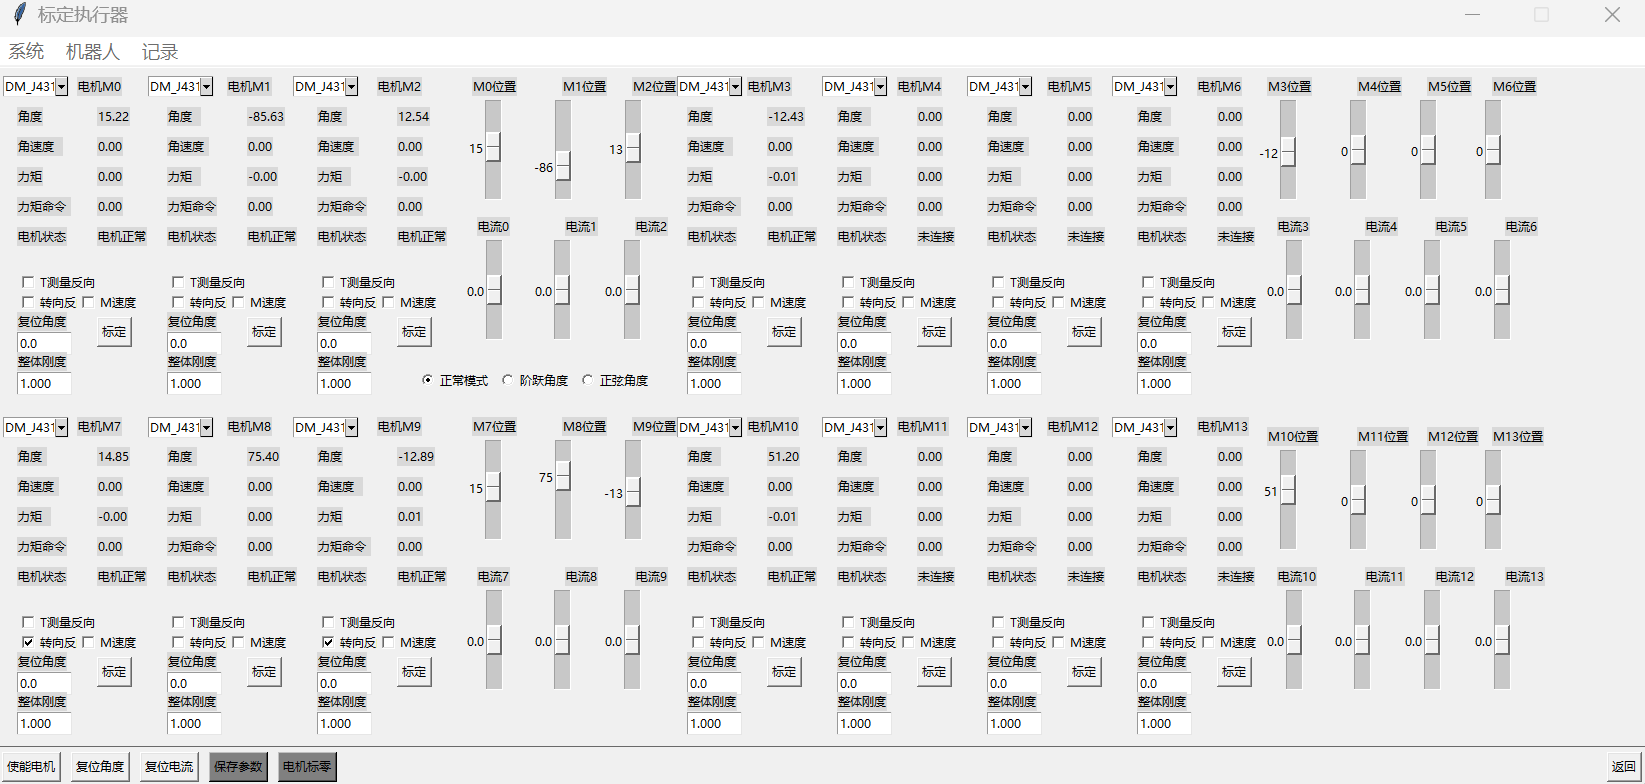 标定执行器
系统 机器人 记录
DM_J431 电机M0 DM_J431 电机M1 DM_J431 电机M2 M0位置 M1位置 M2位置 DM_J431 电机M3 DM_J431 电机M4 DM_J431 电机M5 DM_J431 电机M6 M3位置 M4位置 M5位置 M6位置
角度 15.22 角度 -85.63 角度 12.54 角度 -12.43 角度 0.00 角度 0.00 角度 0.00
角速度 0.00 角速度 0.00 角速度 0.00 15 13 角速度 0.00 角速度 0.00 角速度 0.00 角速度 0.00 -12 0 0 0
力矩 0.00 力矩 -0.00 力矩 -0.00 -86 力矩 -0.01 力矩 0.00 力矩 0.00 力矩 0.00
力矩命令 0.00 力矩命令 0.00 力矩命令 0.00 力矩命令 0.00 力矩命令 0.00 力矩命令 0.00 力矩命令 0.00
电流0 电流1 电流2 电流3 电流4 电流5 电流6
电机状态 电机正常 电机状态 电机正常 电机状态 电机正常 电机状态 电机正常 电机状态 未连接 电机状态 未连接 电机状态 未连接
T测量反向 T测量反向 T测量反向 T测量反向 T测量反向 T测量反向 T测量反向
0.0 0.0 0.0 0.0 0.0 0.0 0.0
转向反 M速度 转向反 M速度 转向反 M速度 转向反 M速度 转向反 M速度 转向反 M速度 转向反 M速度
复位角度 复位角度 复位角度 复位角度 复位角度 复位角度 复位角度
标定 标定 标定 标定 标定 标定 标定
0.0 0.0 0.0 0.0 0.0 0.0 0.0
整体刚度 整体刚度 整体刚度 整体刚度 整体刚度 整体刚度 整体刚度
1.000 1.000 1.000 正常模式 阶跃角度 正弦角度 1.000 1.000 1.000 1.000
DM_J431 电机M7 DM_J431 电机M8 DM_J431 电机M9 M7位置 M8位置 M9位置 DM_J431 电机M10 DM_J431 电机M11 DM_J431 电机M12 DM_J431 电机M13 M10位置 M11位置 M12位置 M13位置
角度 14.85 角度 75.40 角度 -12.89 角度 51.20 角度 0.00 角度 0.00 角度 0.00
角速度 0.00 角速度 0.00 角速度 0.00 15 75 -13 角速度 0.00 角速度 0.00 角速度 0.00 角速度 0.00 51 0 0 0
力矩 -0.00 力矩 0.00 力矩 0.01 力矩 -0.01 力矩 0.00 力矩 0.00 力矩 0.00
力矩命令 0.00 力矩命令 0.00 力矩命令 0.00 力矩命令 0.00 力矩命令 0.00 力矩命令 0.00 力矩命令 0.00
电机状态 电机正常 电机状态 电机正常 电机状态 电机正常 电流7 电流8 电流9 电机状态 电机正常 电机状态 未连接 电机状态 未连接 电机状态 未连接 电流10 电流11 电流12 电流13
T测量反向 T测量反向 T测量反向 T测量反向 T测量反向 T测量反向 T测量反向
转向反 M速度 转向反 M速度 转向反 M速度 0.0 0.0 0.0 转向反 M速度 转向反 M速度 转向反 M速度 转向反 M速度 0.0 0.0 0.0 0.0
复位角度 复位角度 复位角度 复位角度 复位角度 复位角度 复位角度
标定 标定 标定 标定 标定 标定 标定
0.0 0.0 0.0 0.0 0.0 0.0 0.0
整体刚度 整体刚度 整体刚度 整体刚度 整体刚度 整体刚度 整体刚度
1.000 1.000 1.000 1.000 1.000 1.000 1.000
使能电机 复位角度 复位电流 保存参数 电机标零 返回